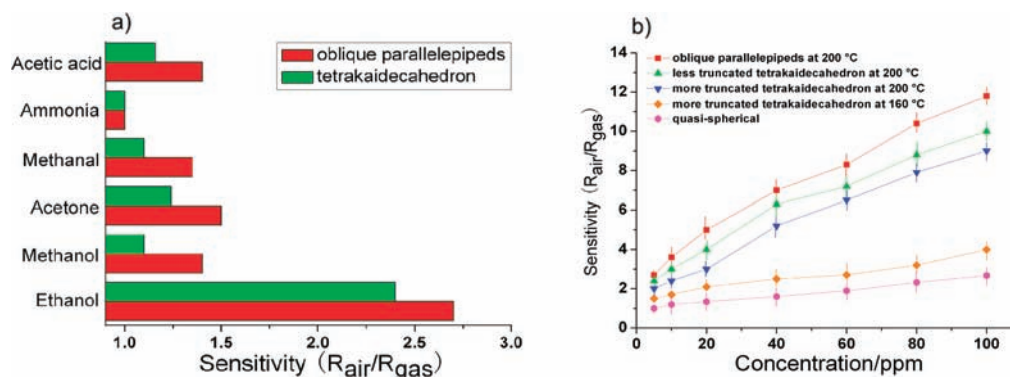 a)
oblique parallelepipeds
tetrakaidecahedron
Acetic acid
Ammonia
Methanal
Acetone
Methanol
Ethanol
1.0 1.5 2.0 2.5 3.0
Sensitivity（Rair/Rgas）
b)
oblique parallelepipeds at 200 °C
less truncated tetrakaidecahedron at 200 °C
more truncated tetrakaidecahedron at 200 °C
more truncated tetrakaidecahedron at 160 °C
quasi-spherical
Sensitivity (Rair/Rgas)
14
12
10
8
6
4
2
0
20 40 60 80 100
Concentration/ppm